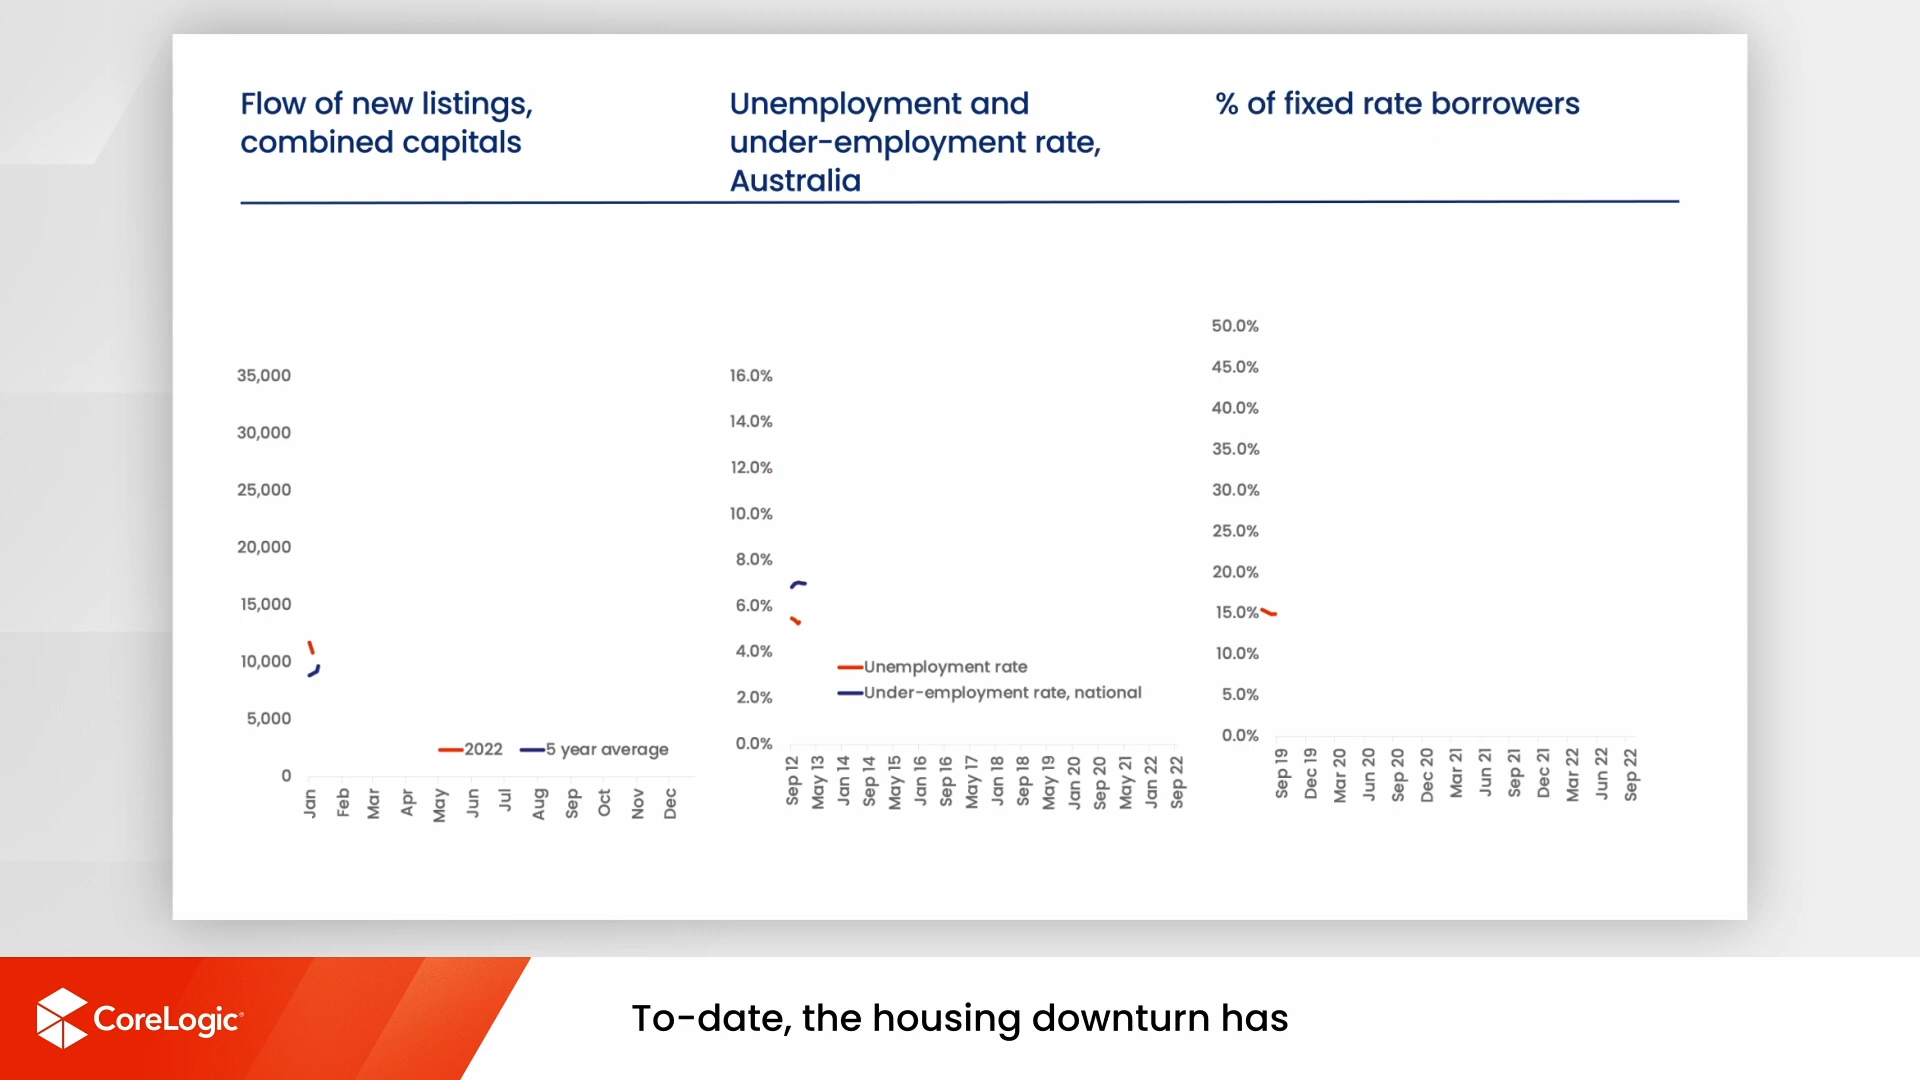 Flow of new listings,
combined capitals
Unemployment and
under-employment rate,
Australia
% of fixed rate borrowers
35,000
30,000
25,000
20,000
15,000
10,000
5,000
0
2022
5 year average
Jan
Feb
Mar
Apr
May
Jun
Jul
Aug
Sep
Oct
Nov
Dec
16.0%
14.0%
12.0%
10.0%
8.0%
6.0%
4.0%
2.0%
0.0%
Unemployment rate
Under-employment rate, national
Sep 12
May 13
Jan 14
Sep 14
May 15
Jan 16
Sep 16
May 17
Jan 18
Sep 18
May 19
Jan 20
Sep 20
May 21
Jan 22
Sep 22
50.0%
45.0%
40.0%
35.0%
30.0%
25.0%
20.0%
15.0%
10.0%
5.0%
0.0%
Sep 19
Dec 19
Mar 20
Jun 20
Sep 20
Dec 20
Mar 21
Jun 21
Sep 21
Dec 21
Mar 22
Jun 22
Sep 22
CoreLogic
To-date, the housing downturn has